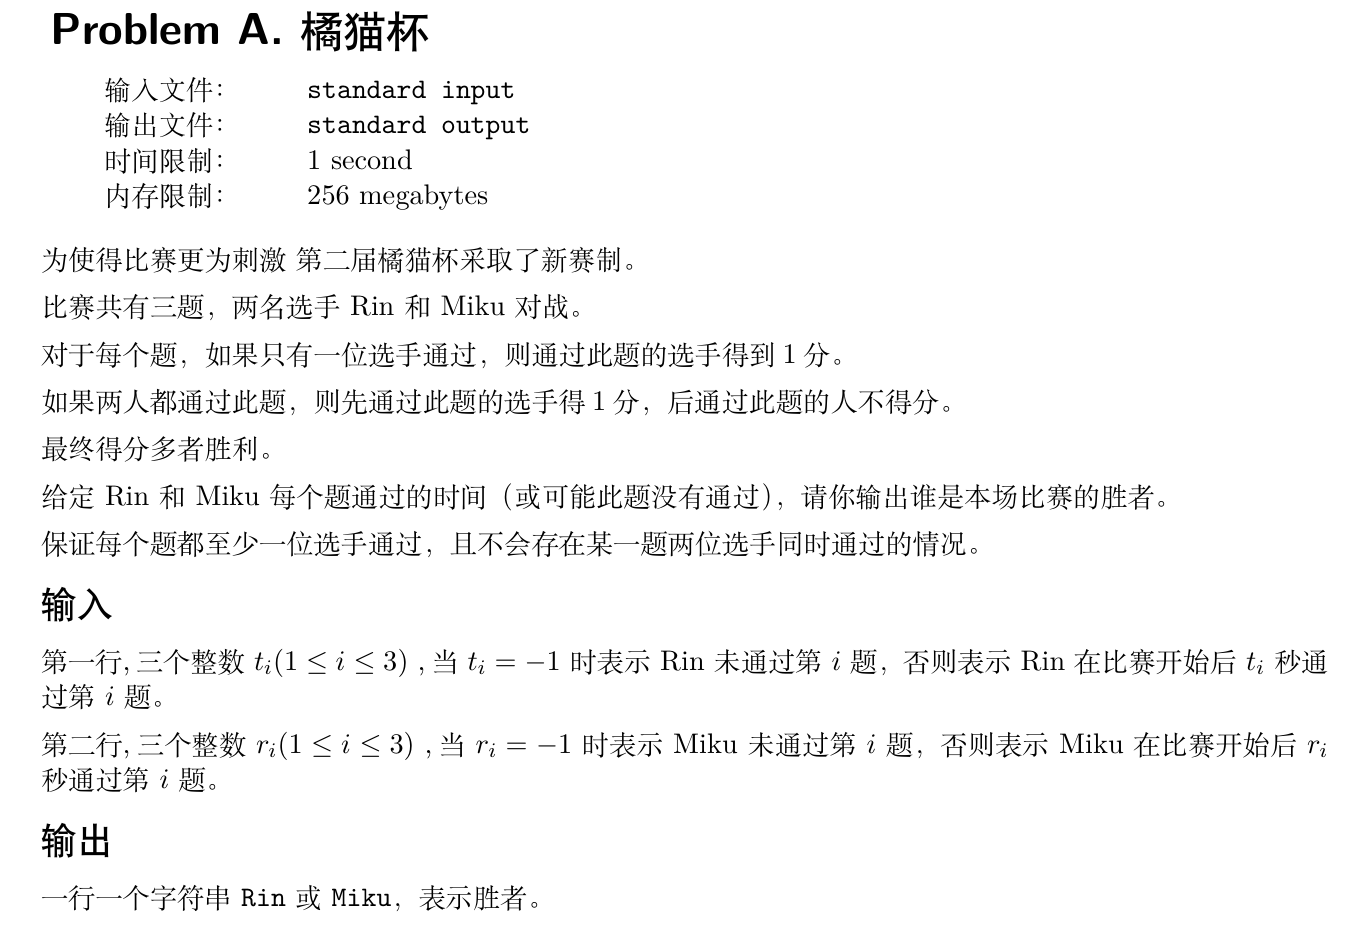 Problem A. 橘猫杯
输入文件: standard input
输出文件: standard output
时间限制: 1 second
内存限制: 256 megabytes
为使得比赛更为刺激 第二届橘猫杯采取了新赛制。
比赛共有三题，两名选手 Rin 和 Miku 对战。
对于每个题，如果只有一位选手通过，则通过此题的选手得到 1 分。
如果两人都通过此题，则先通过此题的选手得 1 分，后通过此题的人不得分。
最终得分多者胜利。
给定 Rin 和 Miku 每个题通过的时间（或可能此题没有通过），请你输出谁是本场比赛的胜者。
保证每个题都至少一位选手通过，且不会存在某一题两位选手同时通过的情况。
输入
第一行, 三个整数 tᵢ(1 ≤ i ≤ 3) , 当 tᵢ = −1 时表示 Rin 未通过第 i 题，否则表示 Rin 在比赛开始后 tᵢ 秒通
过第 i 题。
第二行, 三个整数 rᵢ(1 ≤ i ≤ 3) , 当 rᵢ = −1 时表示 Miku 未通过第 i 题，否则表示 Miku 在比赛开始后 rᵢ
秒通过第 i 题。
输出
一行一个字符串 Rin 或 Miku，表示胜者。